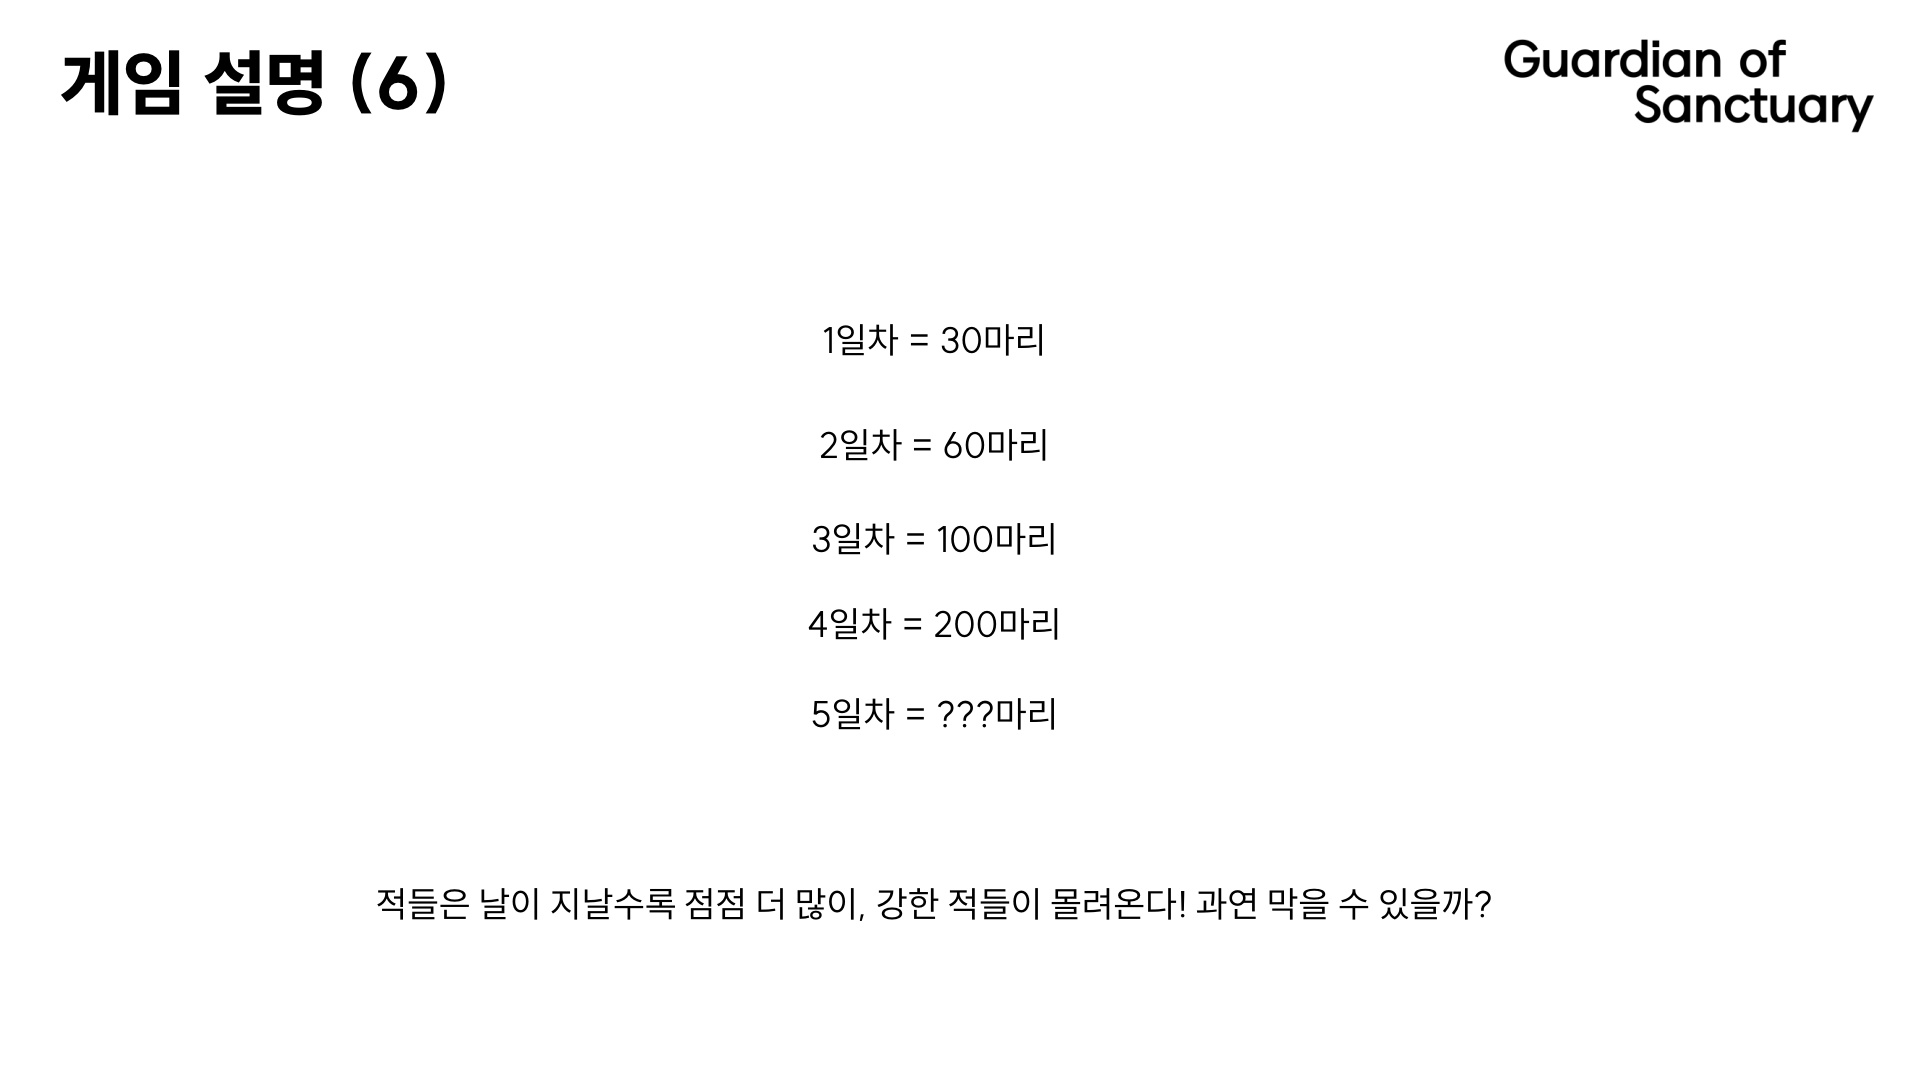 게임 설명 (6)
Guardian of
Sanctuary
1일차 = 30마리
2일차 = 60마리
3일차 = 100마리
4일차 = 200마리
5일차 = ???마리
적들은 날이 지날수록 점점 더 많이, 강한 적들이 몰려온다! 과연 막을 수 있을까?